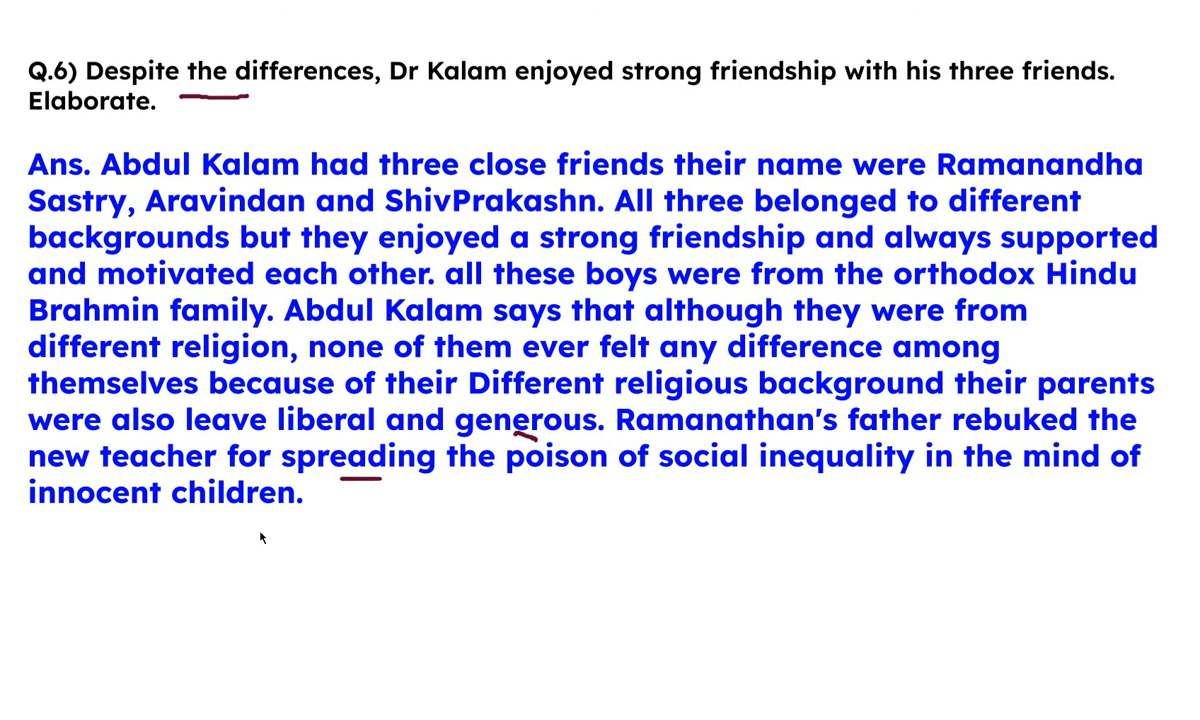 Q.6) Despite the differences, Dr Kalam enjoyed strong friendship with his three friends.
Elaborate.
Ans. Abdul Kalam had three close friends their name were Ramanandha
Sastry, Aravindan and ShivPrakashn. All three belonged to different
backgrounds but they enjoyed a strong friendship and always supported
and motivated each other. all these boys were from the orthodox Hindu
Brahmin family. Abdul Kalam says that although they were from
different religion, none of them ever felt any difference among
themselves because of their Different religious background their parents
were also leave liberal and generous. Ramanathan's father rebuked the
new teacher for spreading the poison of social inequality in the mind of
innocent children.